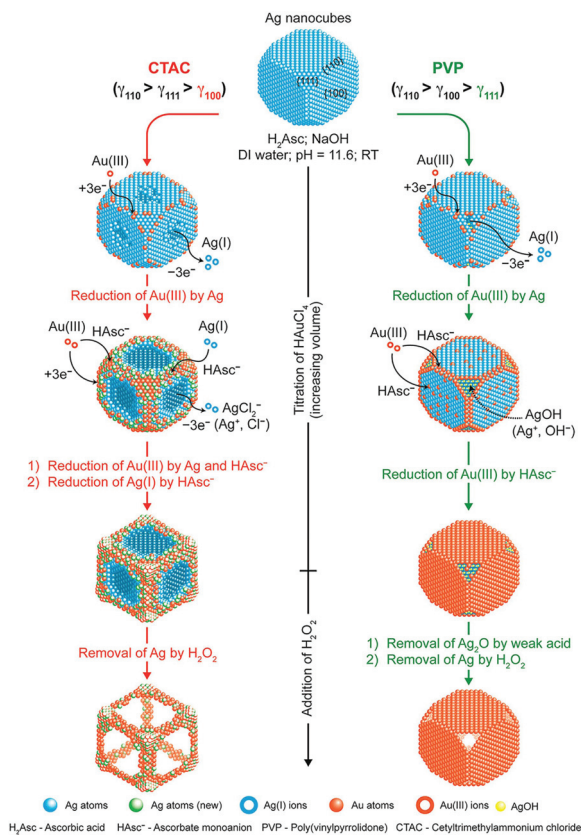 Ag nanocubes
CTAC
(γ110 > γ111 > γ100)
PVP
(γ110 > γ100 > γ111)
{110}
{111}
{100}
H2Asc; NaOH
DI water; pH = 11.6; RT
Au(III)
+3e-
Ag(I)
−3e-
Reduction of Au(III) by Ag
Au(III)
+3e-
Ag(I)
−3e-
Reduction of Au(III) by Ag
Au(III)
HAsc−
Ag(I)
HAsc−
+3e-
AgCl2−
−3e- (Ag+, Cl−)
1) Reduction of Au(III) by Ag and HAsc−
2) Reduction of Ag(I) by HAsc−
Titration of HAuCl4
(increasing volume)
Au(III)
HAsc−
HAsc−
AgOH
(Ag+, OH−)
Reduction of Au(III) by HAsc−
Removal of Ag by H2O2
Addition of H2O2
1) Removal of Ag2O by weak acid
2) Removal of Ag by H2O2
Ag atoms
Ag atoms (new)
Ag(I) ions
Au atoms
Au(III) ions
AgOH
H2Asc - Ascorbic acid HAsc− - Ascorbate monoanion PVP - Poly(vinylpyrrolidone) CTAC - Cetyltrimethylammonium chloride